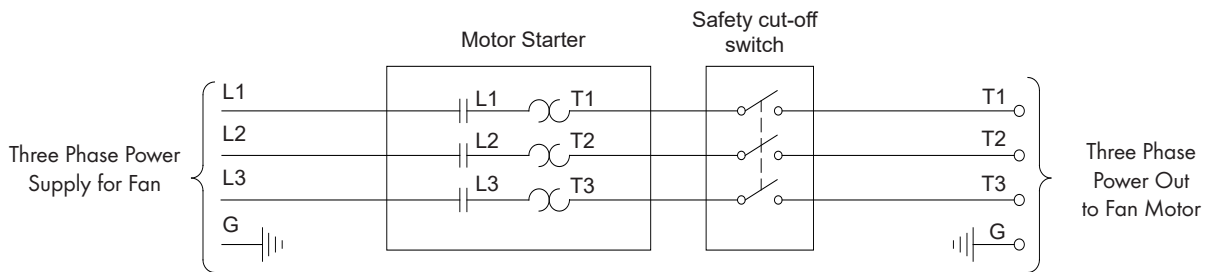 Safety cut-off
switch
Motor Starter
L1
L1
T1
T1
L2
L2
T2
T2
Three Phase Power
Supply for Fan
L3
L3
T3
T3
Three Phase
Power Out
to Fan Motor
G
G